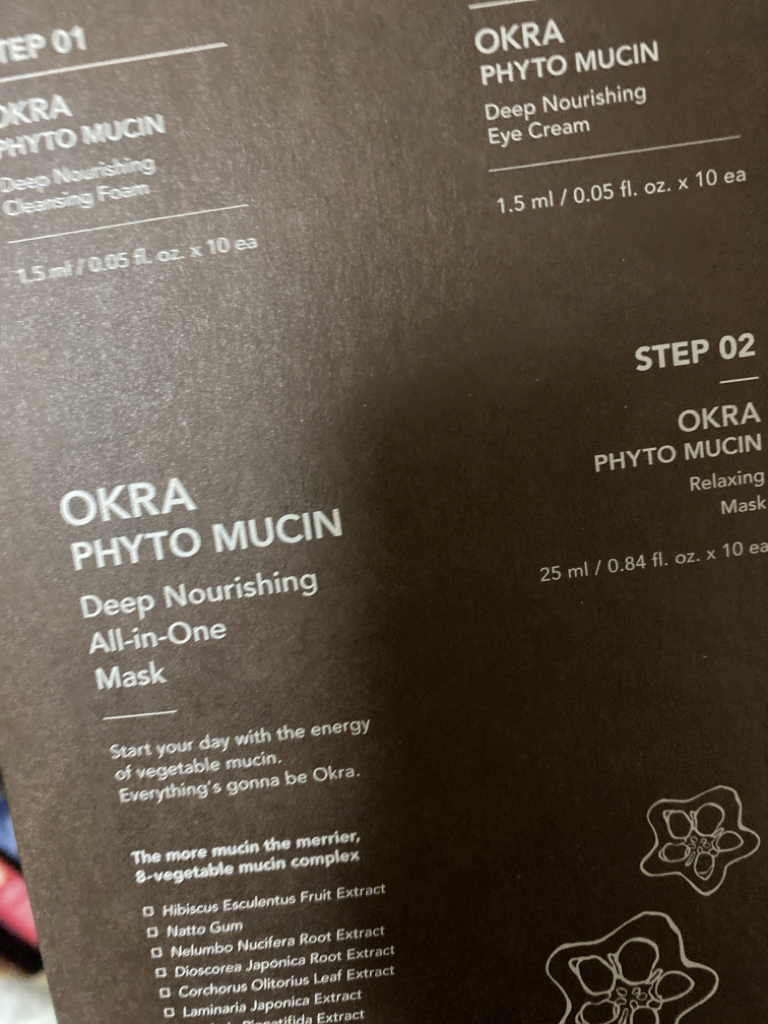 STEP 01
OKRA
PHYTO MUCIN
Deep Nourishing
Cleansing Foam
1.5 ml / 0.05 fl. oz. x 10 ea
OKRA
PHYTO MUCIN
Deep Nourishing
Eye Cream
1.5 ml / 0.05 fl. oz. x 10 ea
STEP 02
OKRA
PHYTO MUCIN
Relaxing
Mask
25 ml / 0.84 fl. oz. x 10 ea
OKRA
PHYTO MUCIN
Deep Nourishing
All-in-One
Mask
Start your day with the energy
of vegetable mucin.
Everything's gonna be Okra.
The more mucin the merrier,
8-vegetable mucin complex
Hibiscus Esculentus Fruit Extract
Natto Gum
Nelumbo Nucifera Root Extract
Dioscorea Japonica Root Extract
Corchorus Olitorius Leaf Extract
Laminaria Japonica Extract
Extract